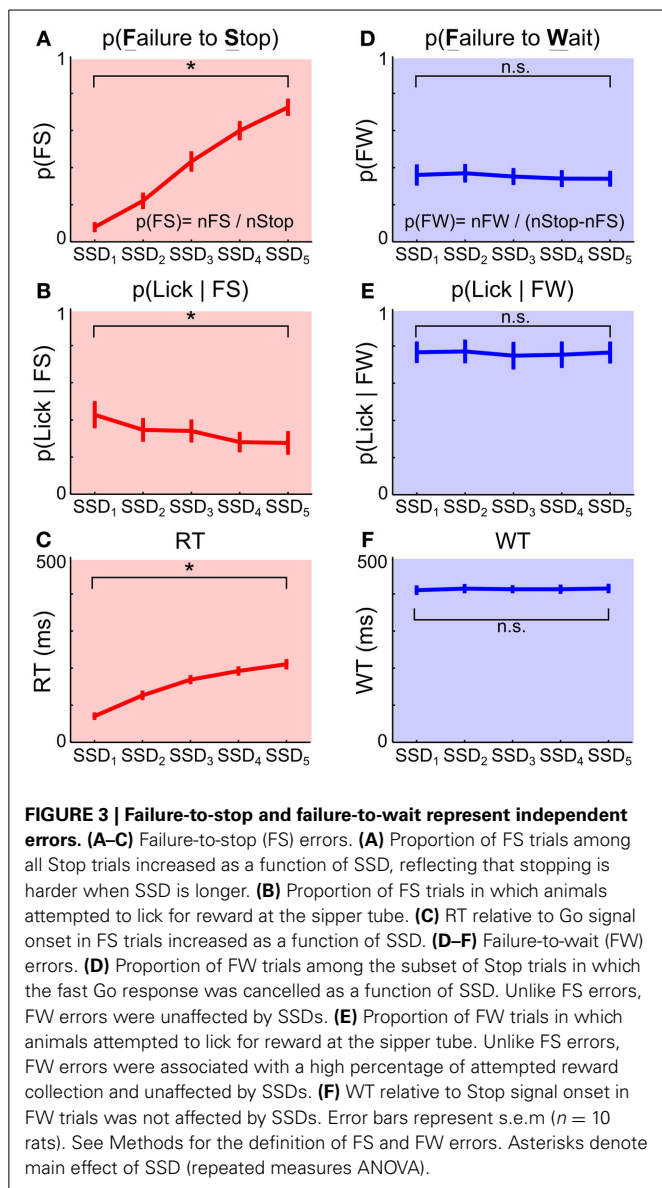 A p(Failure to Stop)
1
*
p(FS)
p(FS)= nFS / nStop
0
SSD₁ SSD₂ SSD₃ SSD₄ SSD₅
B p(Lick | FS)
1
*
p(Lick | FS)
0
SSD₁ SSD₂ SSD₃ SSD₄ SSD₅
C RT
500
*
RT (ms)
0
SSD₁ SSD₂ SSD₃ SSD₄ SSD₅
D p(Failure to Wait)
1
n.s.
p(FW)
p(FW)= nFW / (nStop-nFS)
0
SSD₁ SSD₂ SSD₃ SSD₄ SSD₅
E p(Lick | FW)
1
n.s.
p(Lick | FW)
0
SSD₁ SSD₂ SSD₃ SSD₄ SSD₅
F WT
500
n.s.
WT (ms)
0
SSD₁ SSD₂ SSD₃ SSD₄ SSD₅
FIGURE 3 | Failure-to-stop and failure-to-wait represent independent
errors. (A–C) Failure-to-stop (FS) errors. (A) Proportion of FS trials among
all Stop trials increased as a function of SSD, reflecting that stopping is
harder when SSD is longer. (B) Proportion of FS trials in which animals
attempted to lick for reward at the sipper tube. (C) RT relative to Go signal
onset in FS trials increased as a function of SSD. (D–F) Failure-to-wait (FW)
errors. (D) Proportion of FW trials among the subset of Stop trials in which
the fast Go response was cancelled as a function of SSD. Unlike FS errors,
FW errors were unaffected by SSDs. (E) Proportion of FW trials in which
animals attempted to lick for reward at the sipper tube. Unlike FS errors,
FW errors were associated with a high percentage of attempted reward
collection and unaffected by SSDs. (F) WT relative to Stop signal onset in
FW trials was not affected by SSDs. Error bars represent s.e.m (n = 10
rats). See Methods for the definition of FS and FW errors. Asterisks denote
main effect of SSD (repeated measures ANOVA).